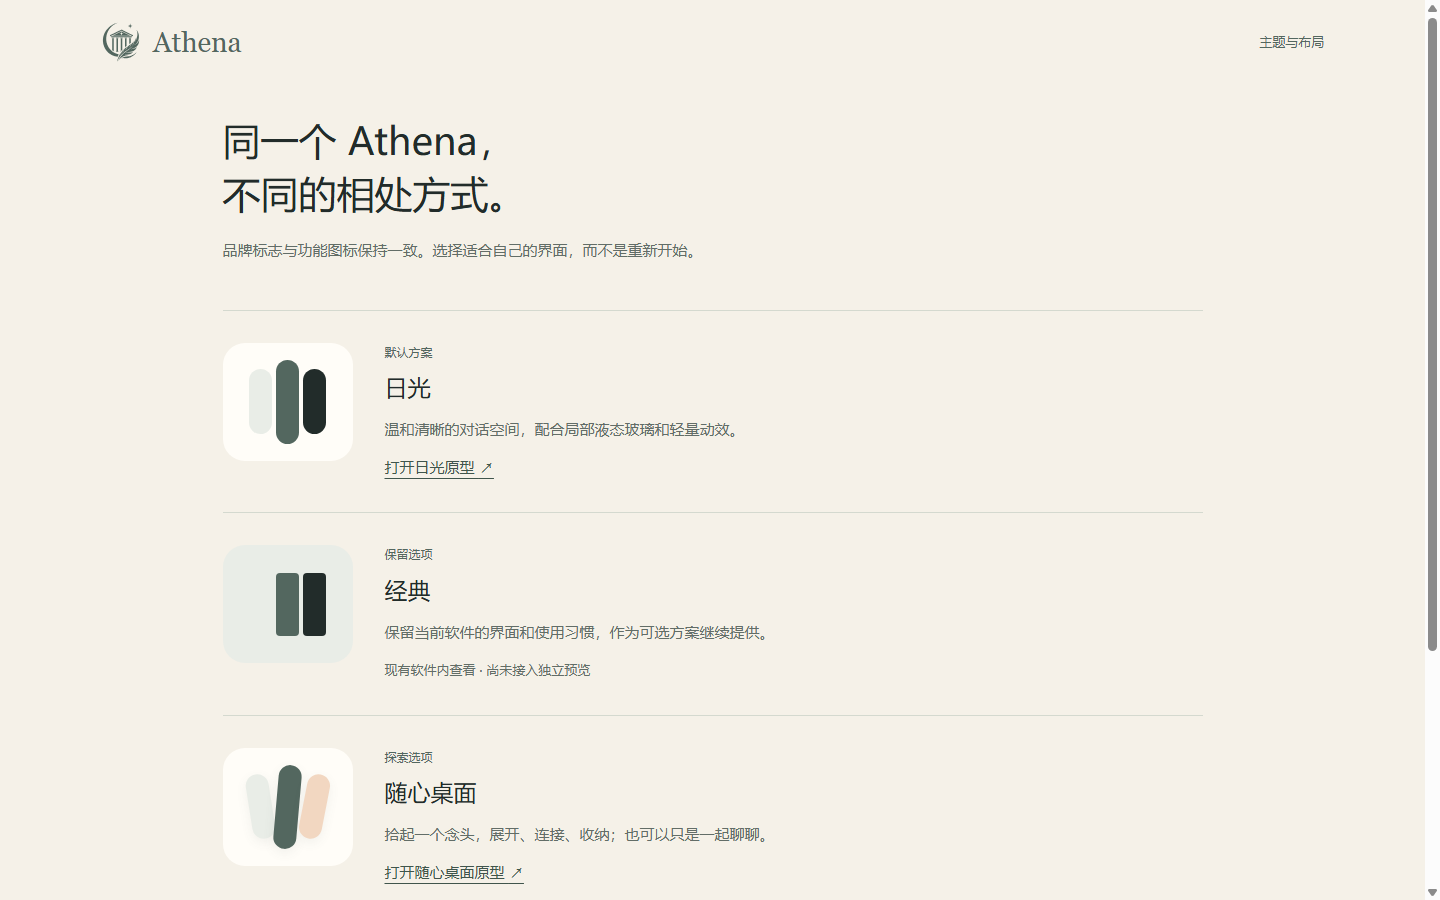 Athena
主题与布局
同一个 Athena，
不同的相处方式。
品牌标志与功能图标保持一致。选择适合自己的界面，而不是重新开始。
默认方案
日光
温和清晰的对话空间，配合局部液态玻璃和轻量动效。
打开日光原型 ↗
保留选项
经典
保留当前软件的界面和使用习惯，作为可选方案继续提供。
现有软件内查看 · 尚未接入独立预览
探索选项
随心桌面
拾起一个念头，展开、连接、收纳；也可以只是一起聊聊。
打开随心桌面原型 ↗